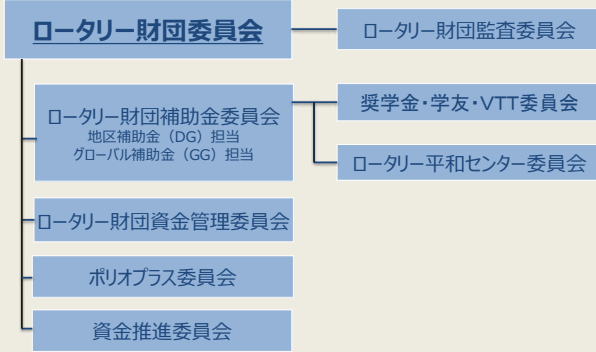 ロータリー財団委員会
ロータリー財団監査委員会
ロータリー財団補助金委員会
地区補助金（DG）担当
グローバル補助金（GG）担当
奨学金・学友・VTT委員会
ロータリー平和センター委員会
ロータリー財団資金管理委員会
ポリオプラス委員会
資金推進委員会